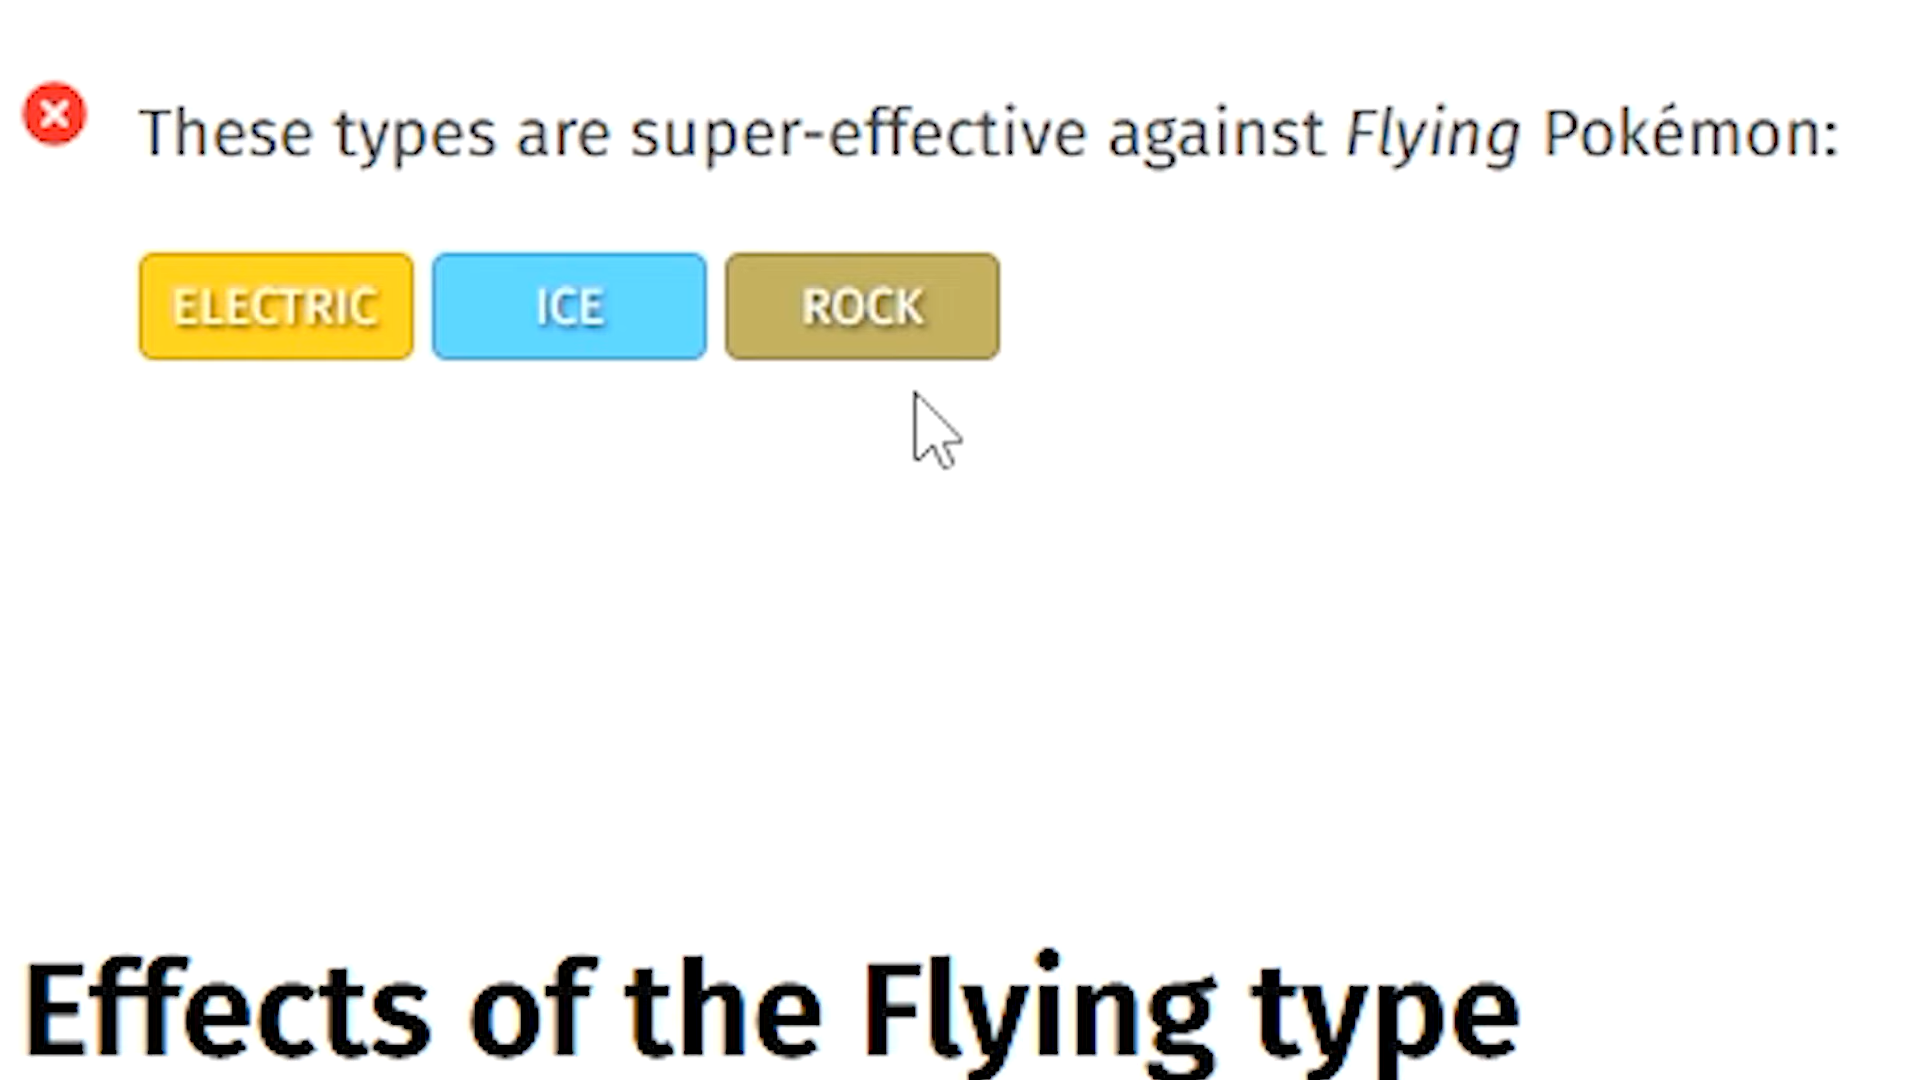 These types are super-effective against Flying Pokémon:
ELECTRIC ICE ROCK
Effects of the Flying type